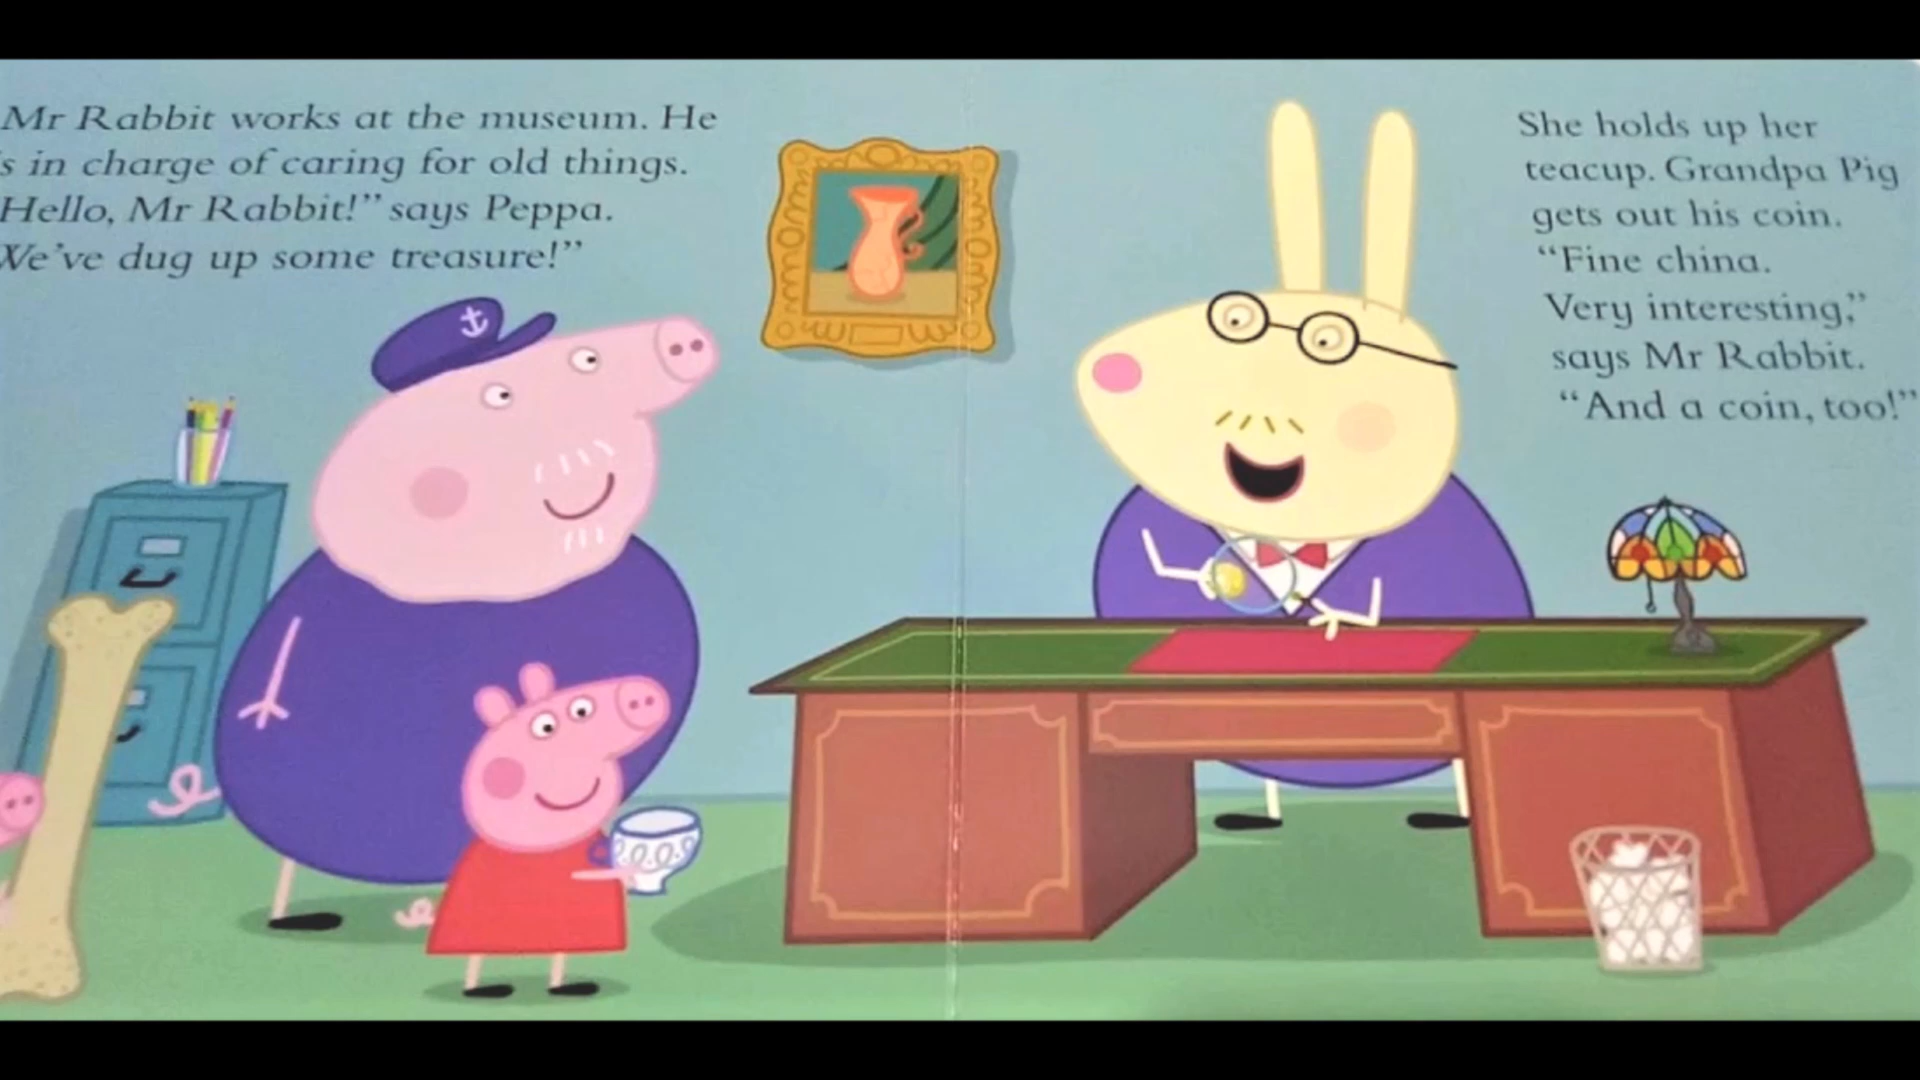 Mr Rabbit works at the museum. He
s in charge of caring for old things.
Hello, Mr Rabbit!” says Peppa.
We’ve dug up some treasure!”
She holds up her
teacup. Grandpa Pig
gets out his coin.
“Fine china.
Very interesting,”
says Mr Rabbit.
“And a coin, too!”